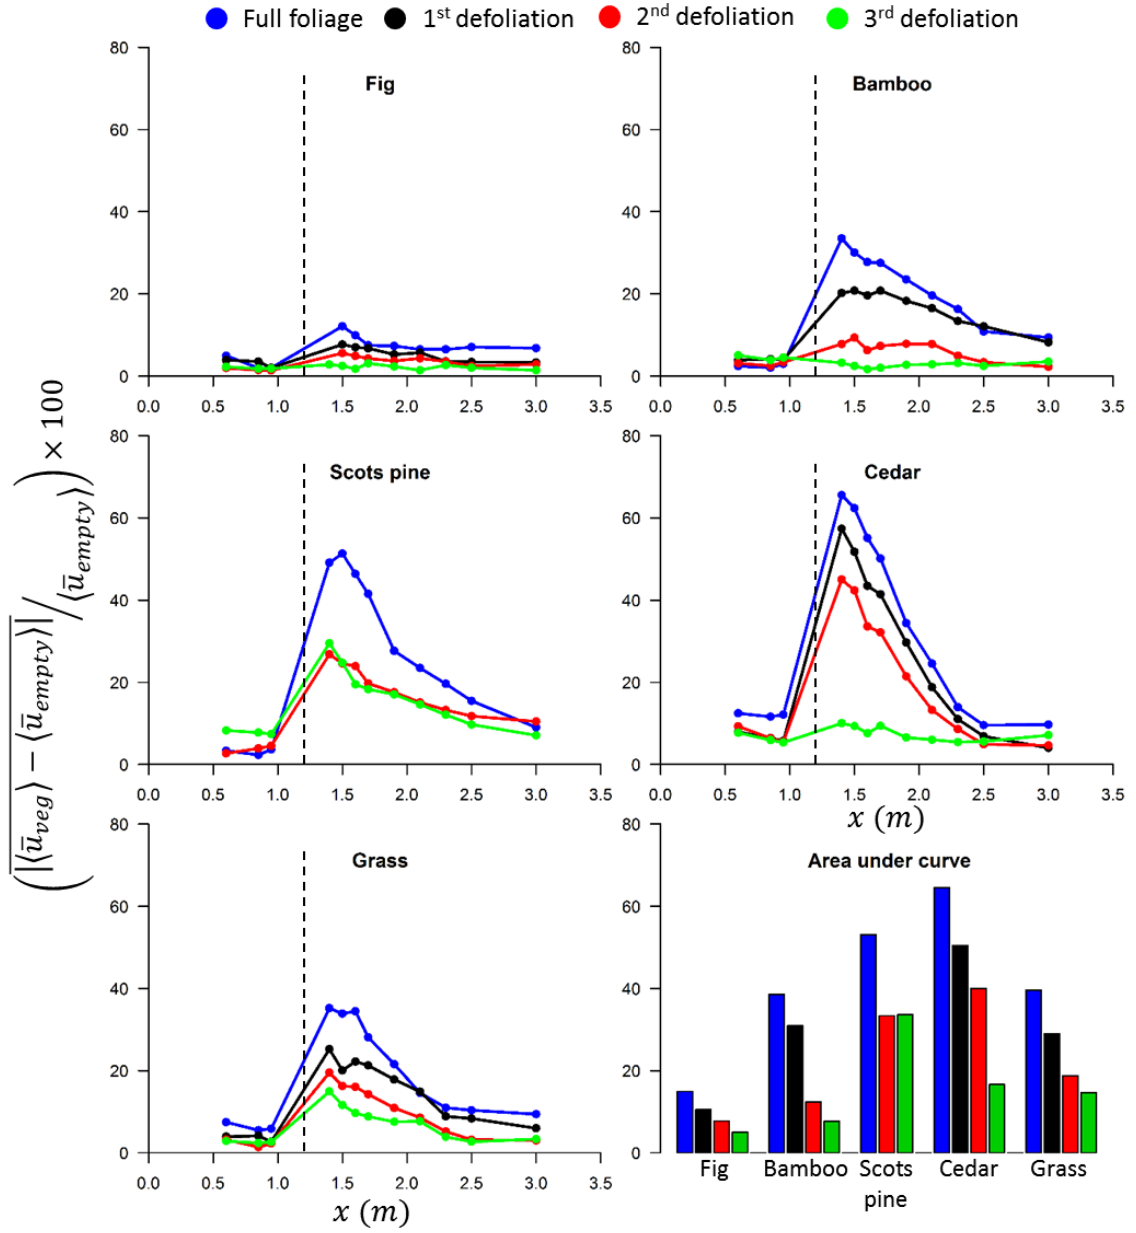 Full foliage 1st defoliation 2nd defoliation 3rd defoliation
Fig
80
60
40
20
0
0.0 0.5 1.0 1.5 2.0 2.5 3.0 3.5
Bamboo
80
60
40
20
0
0.0 0.5 1.0 1.5 2.0 2.5 3.0 3.5
(|⟨u̅veg⟩ − ⟨u̅empty⟩|/⟨u̅empty⟩) × 100
Scots pine
80
60
40
20
0
0.0 0.5 1.0 1.5 2.0 2.5 3.0 3.5
Cedar
80
60
40
20
0
0.0 0.5 1.0 1.5 2.0 2.5 3.0 3.5
x (m)
Grass
80
60
40
20
0
0.0 0.5 1.0 1.5 2.0 2.5 3.0 3.5
x (m)
Area under curve
80
60
40
20
0
Fig Bamboo Scots Cedar Grass
pine